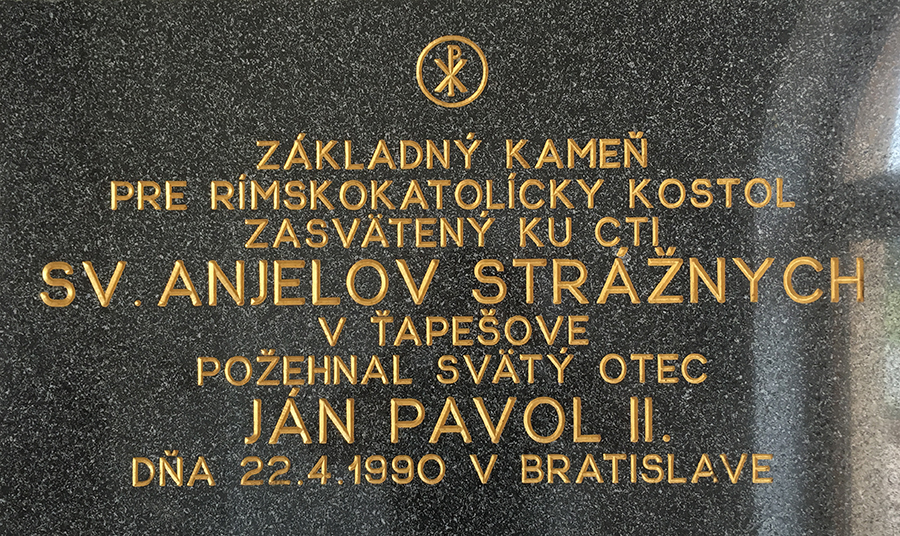 ZÁKLADNÝ KAMEŇ
PRE RÍMSKOKATOLÍCKY KOSTOL
ZASVÄTENÝ KU CTI
SV. ANJELOV STRÁŽNYCH
V ŤAPEŠOVE
POŽEHNAL SVÄTÝ OTEC
JÁN PAVOL II.
DŇA 22.4.1990 V BRATISLAVE